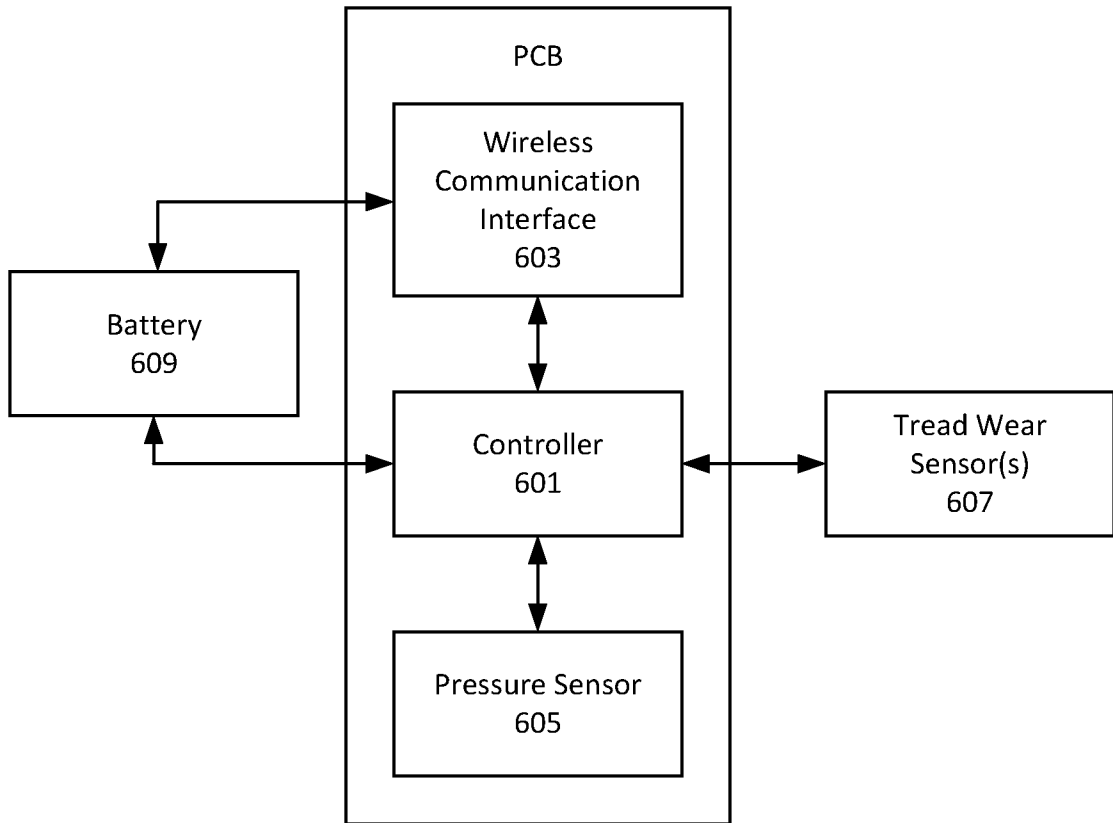 PCB
Wireless
Communication
Interface
603
Battery
609
Controller
601
Tread Wear
Sensor(s)
607
Pressure Sensor
605